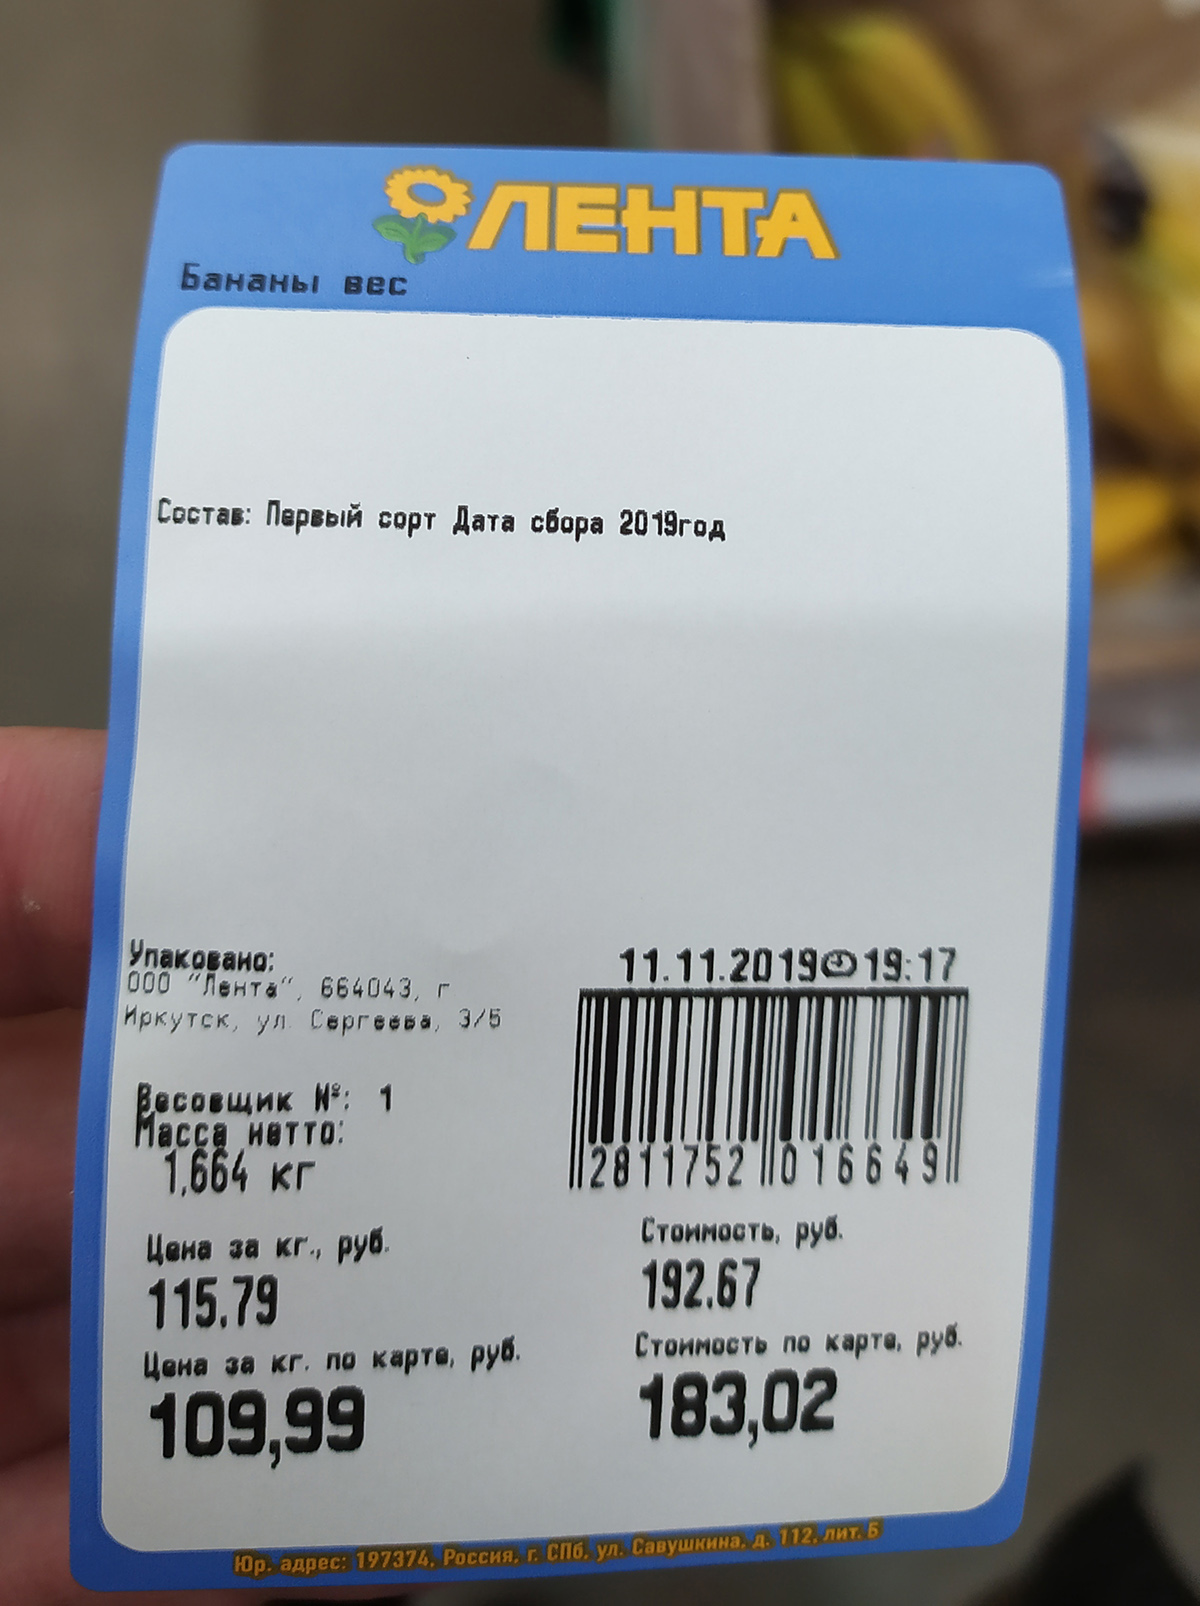 ЛЕНТА
Бананы вес
Состав: Первый сорт Дата сбора 2019год
Упаковано:
ООО "Лента", 664043, г
Иркутск, ул. Сергеева, 3/5
11.11.2019 19:17
2811752 016649
Весовщик №: 1
Масса нетто:
1,664 кг
Цена за кг., руб.
115.79
Стоимость, руб.
192.67
Цена за кг. по карте, руб.
109,99
Стоимость по карте, руб.
183,02
Юр. адрес: 197374, Россия, г. СПб, ул. Савушкина, д. 112, лит. Б